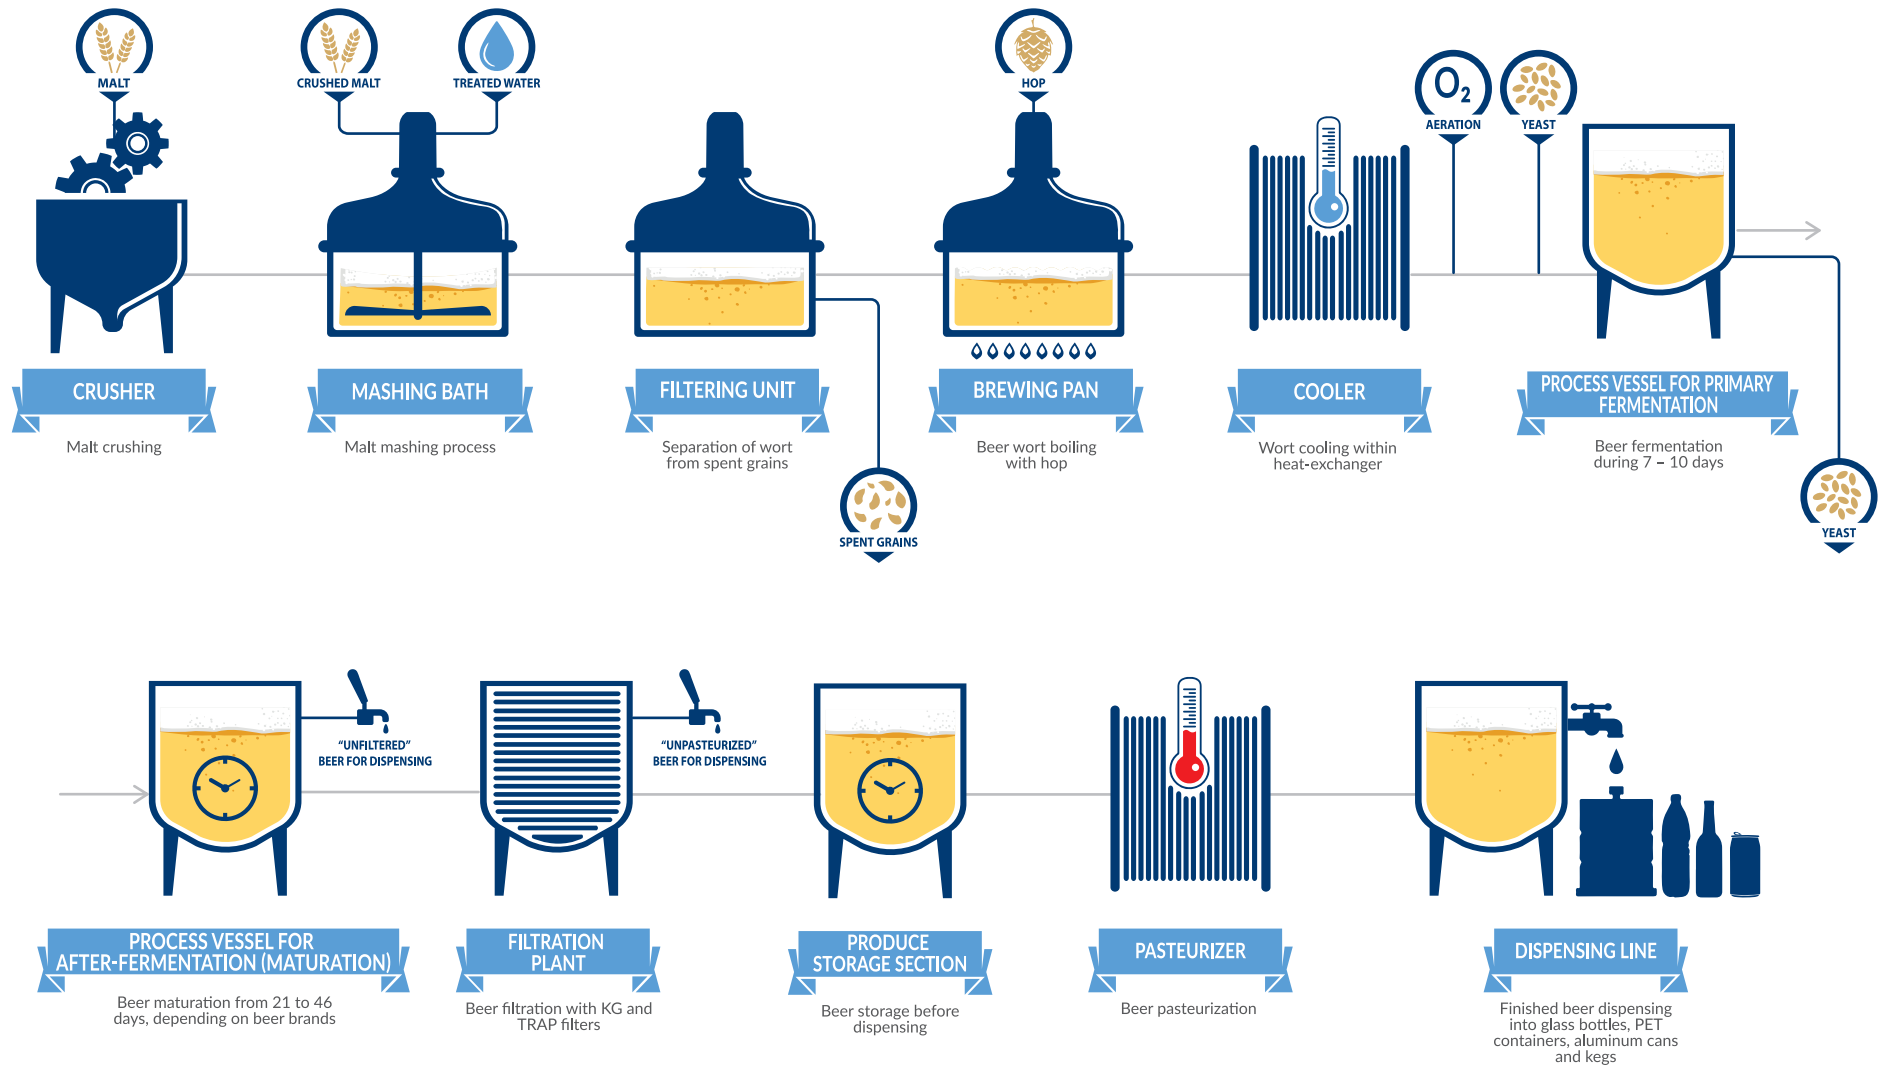 MALT
CRUSHED MALT
TREATED WATER
HOP
O2
AERATION
YEAST
CRUSHER
Malt crushing
MASHING BATH
Malt mashing process
FILTERING UNIT
Separation of wort
from spent grains
SPENT GRAINS
BREWING PAN
Beer wort boiling
with hop
COOLER
Wort cooling within
heat-exchanger
PROCESS VESSEL FOR PRIMARY
FERMENTATION
Beer fermentation
during 7 – 10 days
YEAST
"UNFILTERED"
BEER FOR DISPENSING
"UNPASTEURIZED"
BEER FOR DISPENSING
PROCESS VESSEL FOR
AFTER-FERMENTATION (MATURATION)
Beer maturation from 21 to 46
days, depending on beer brands
FILTRATION
PLANT
Beer filtration with KG and
TRAP filters
PRODUCE
STORAGE SECTION
Beer storage before
dispensing
PASTEURIZER
Beer pasteurization
DISPENSING LINE
Finished beer dispensing
into glass bottles, PET
containers, aluminum cans
and kegs